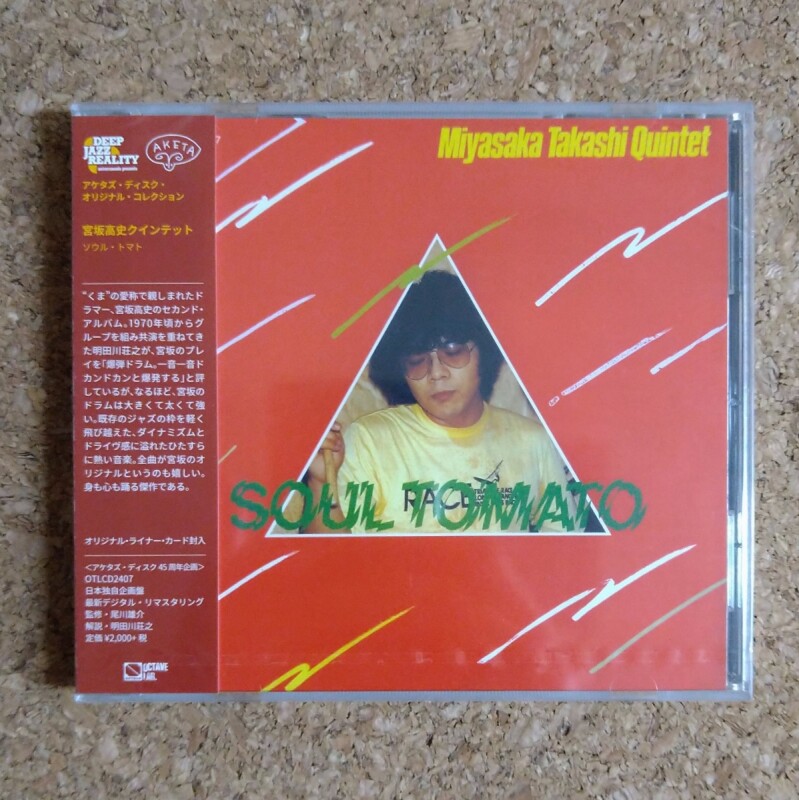 DEEP
JAZZ
REALITY
AKETA
アケタズ・ディスク・
オリジナル・コレクション
宮坂高史クインテット
ソウル・トマト
“くま”の愛称で親しまれたド
ラマー、宮坂高史のセカンド・
アルバム。1970年頃からグ
ループを組み共演を重ねてき
た明田川荘之が、宮坂のプレ
イを「爆弾ドラム。一音一音ド
カンドカンと爆発する」と評
しているが、なるほど、宮坂の
ドラムは大きくて太くて強
い。既存のジャズの枠を軽く
飛び越えた、ダイナミズムと
ドライヴ感に溢れたひたすら
に熱い音楽。全曲が宮坂のオ
リジナルというのも嬉しい。
身も心も踊る傑作である。
オリジナル・ライナー・カード封入
<アケタズ・ディスク45周年企画>
OTLCD2407
日本独自企画盤
最新デジタル・リマスタリング
監修・尾川雄介
解説・明田川荘之
定価 ¥2,000+税
OCTAVE
LAB.
Miyasaka Takashi Quintet
RACE
SOUL TOMATO